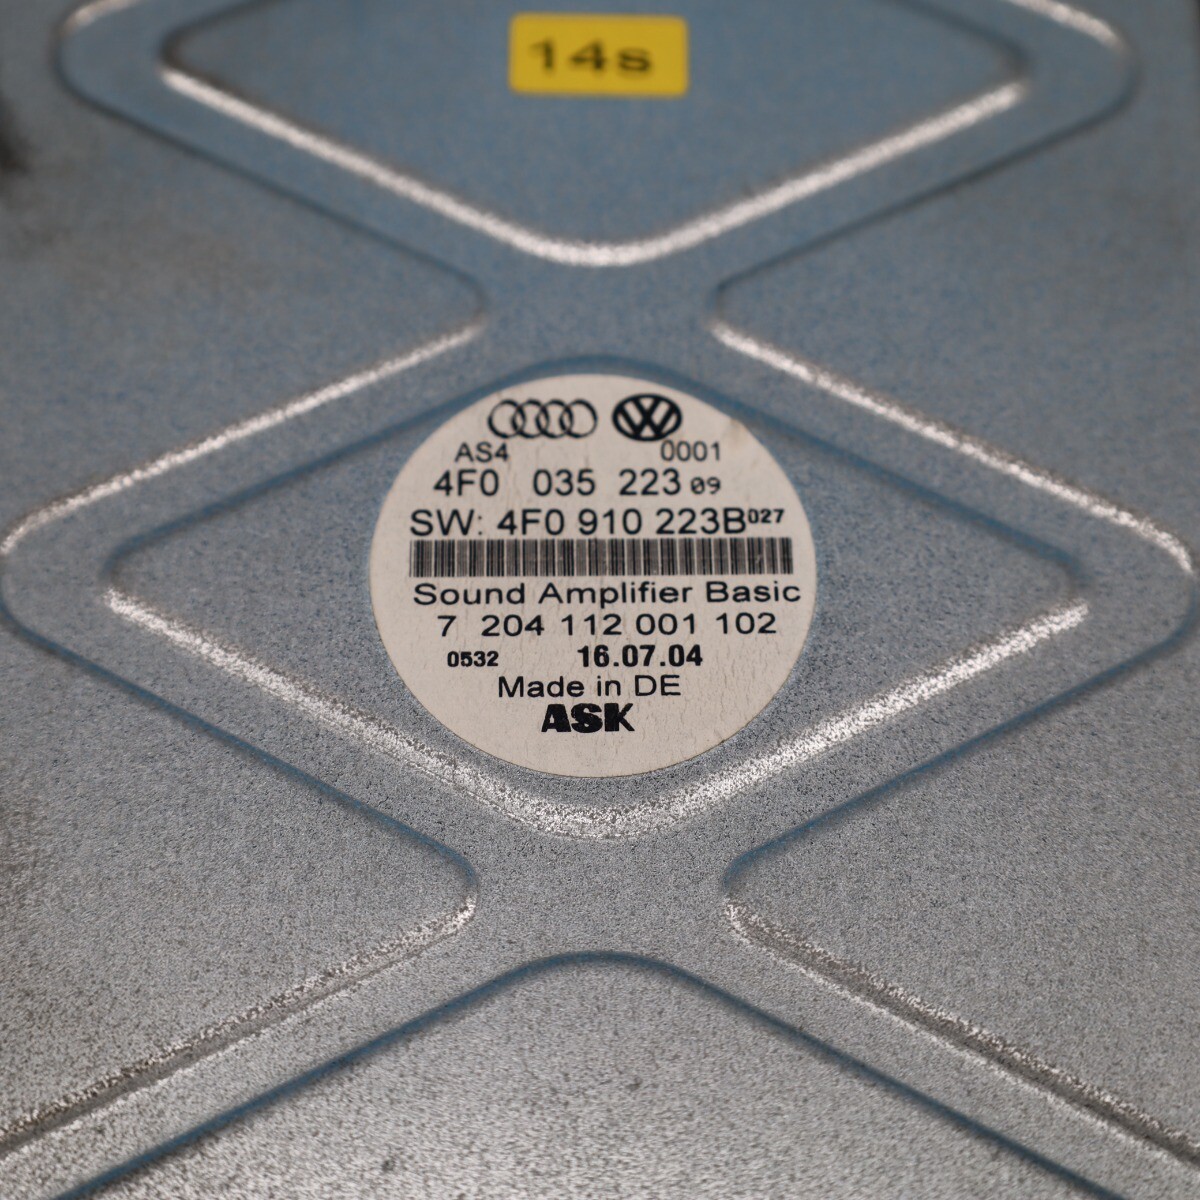 14s
AS4 0001
4F0 035 223 09
SW: 4F0 910 223B 027
Sound Amplifier Basic
7 204 112 001 102
0532 16.07.04
Made in DE
ASK